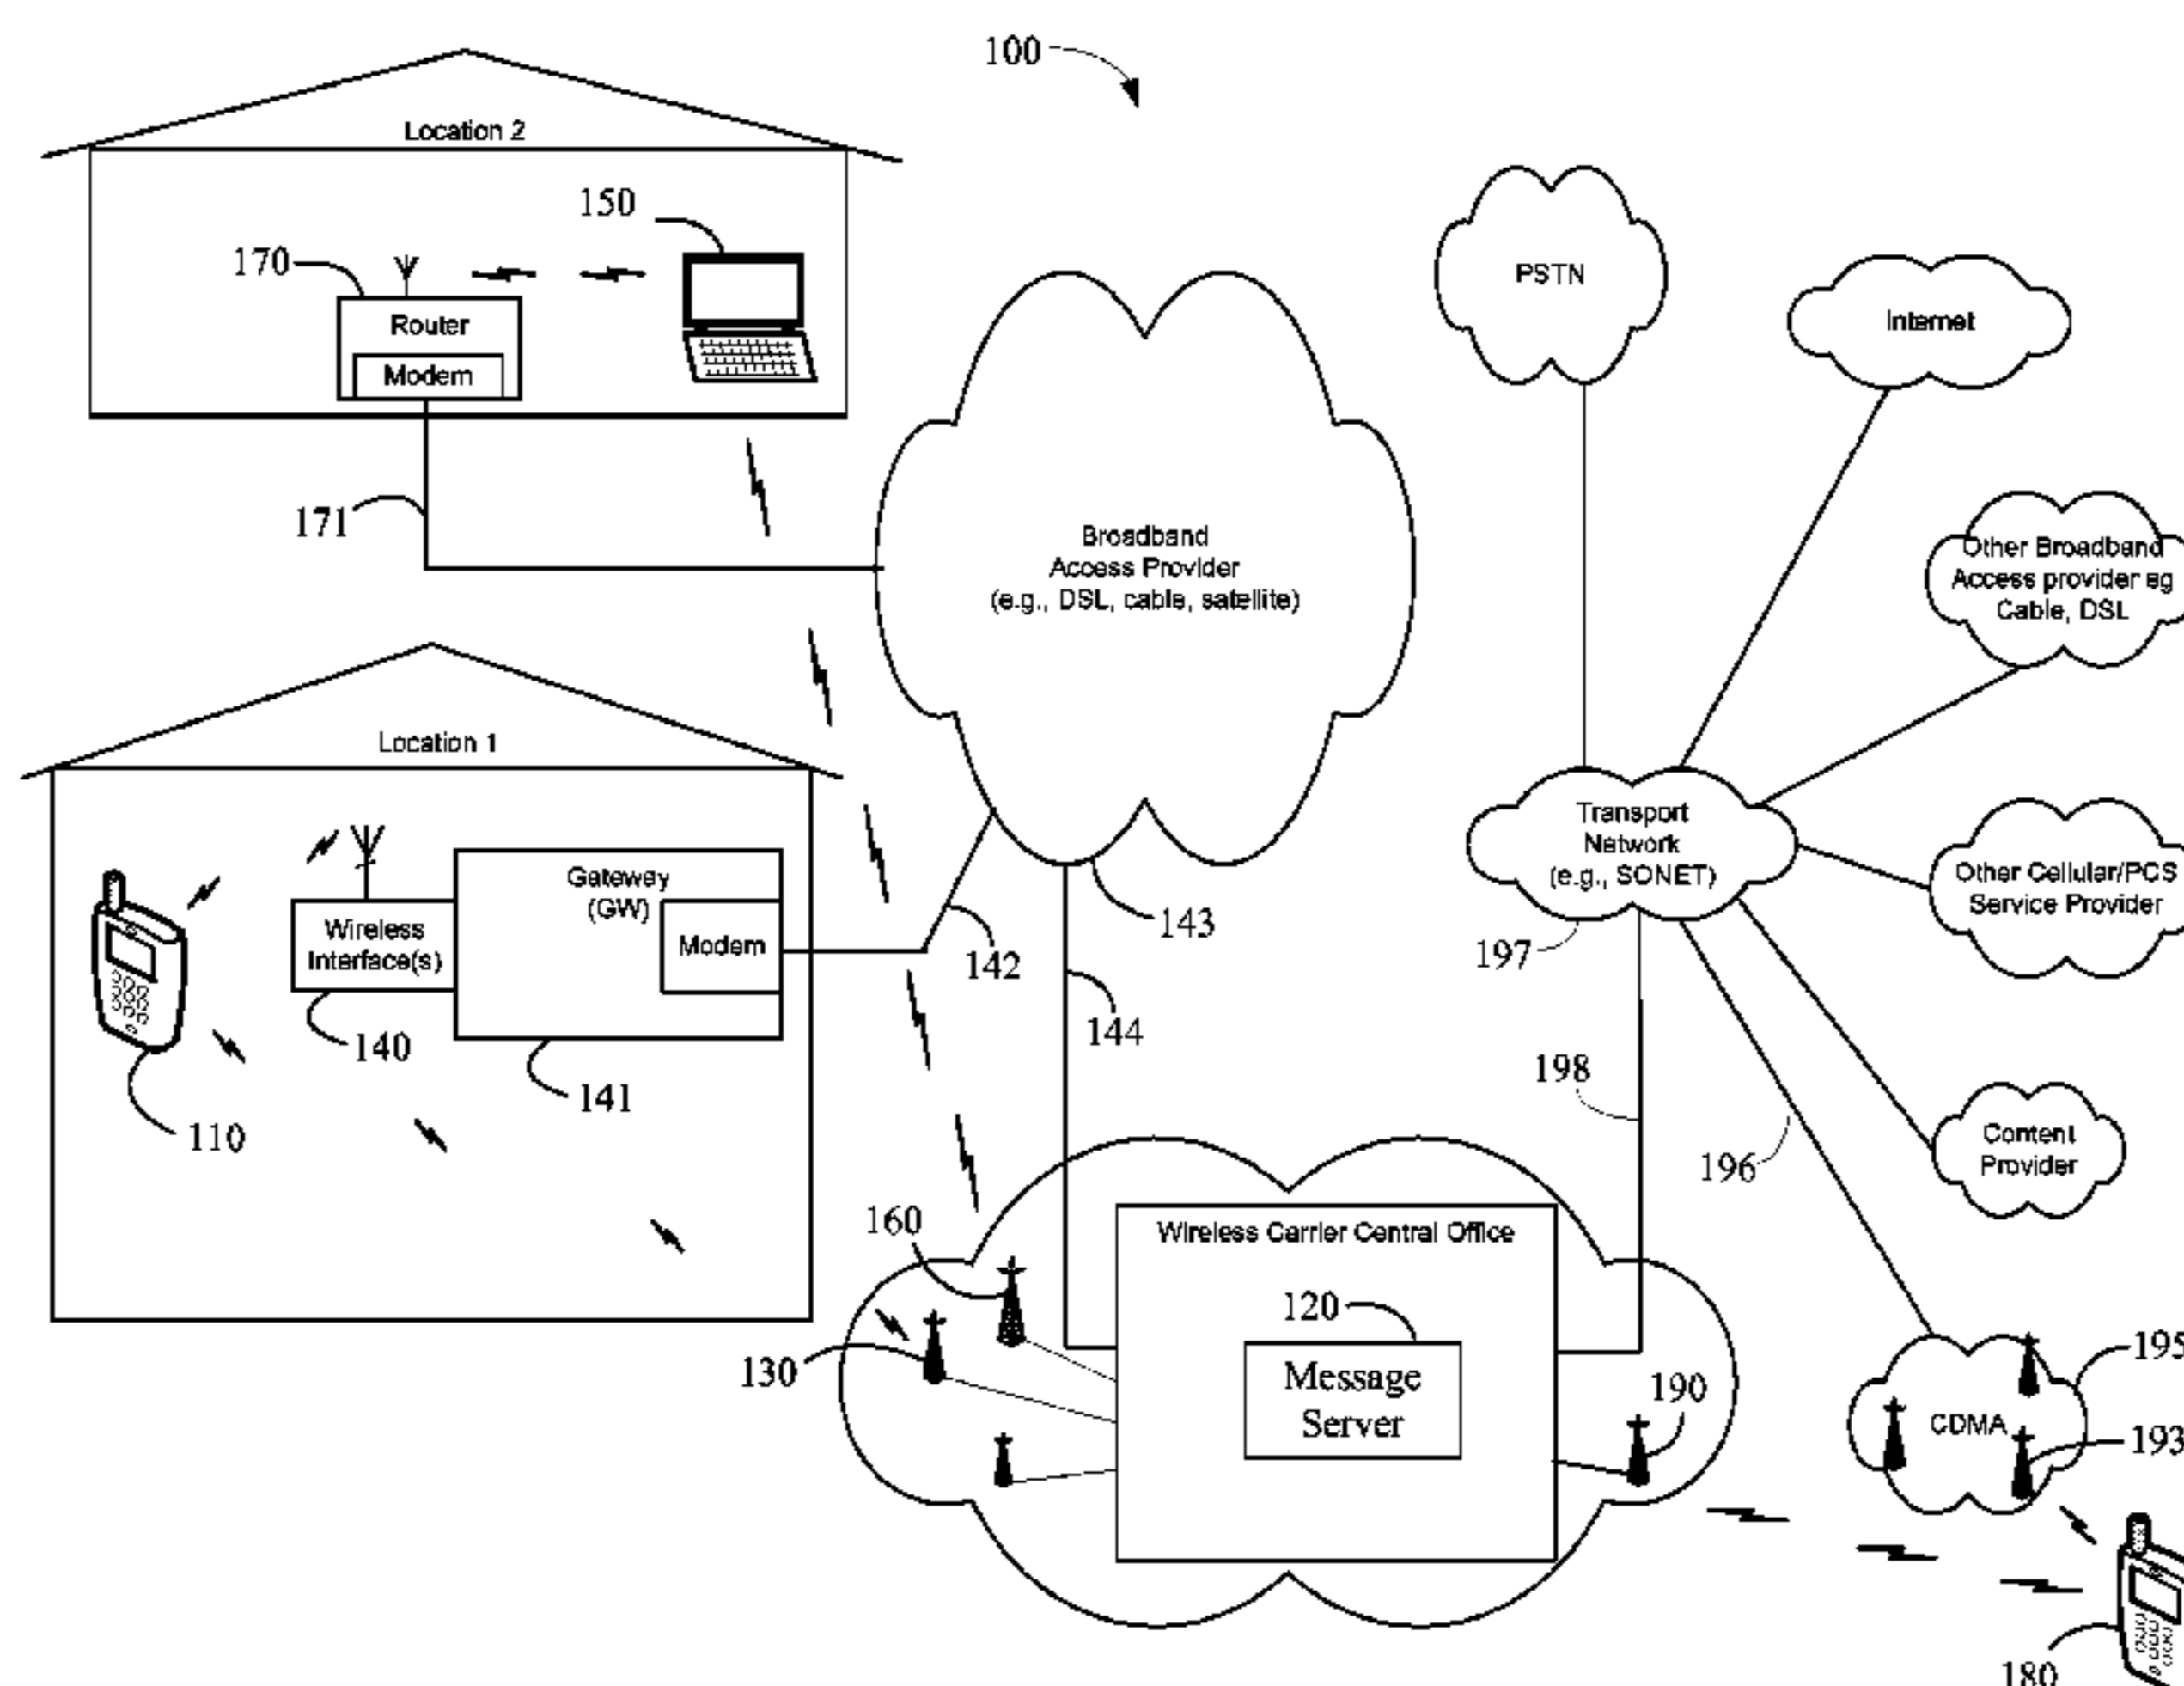 100
Location 2
150
170
Router
Modem
171
PSTN
Internet
Broadband
Access Provider
(e.g., DSL, cable, satellite)
Other Broadband
Access provider eg
Cable, DSL
Location 1
Gateway
(GW)
Wireless
Interface(s)
Modem
140
141
110
142
143
144
Transport
Network
(e.g., SONET)
197
Other Cellular/PCS
Service Provider
198
196
Content
Provider
160
130
Wireless Carrier Central Office
120
Message
Server
190
195
CDMA
193
180